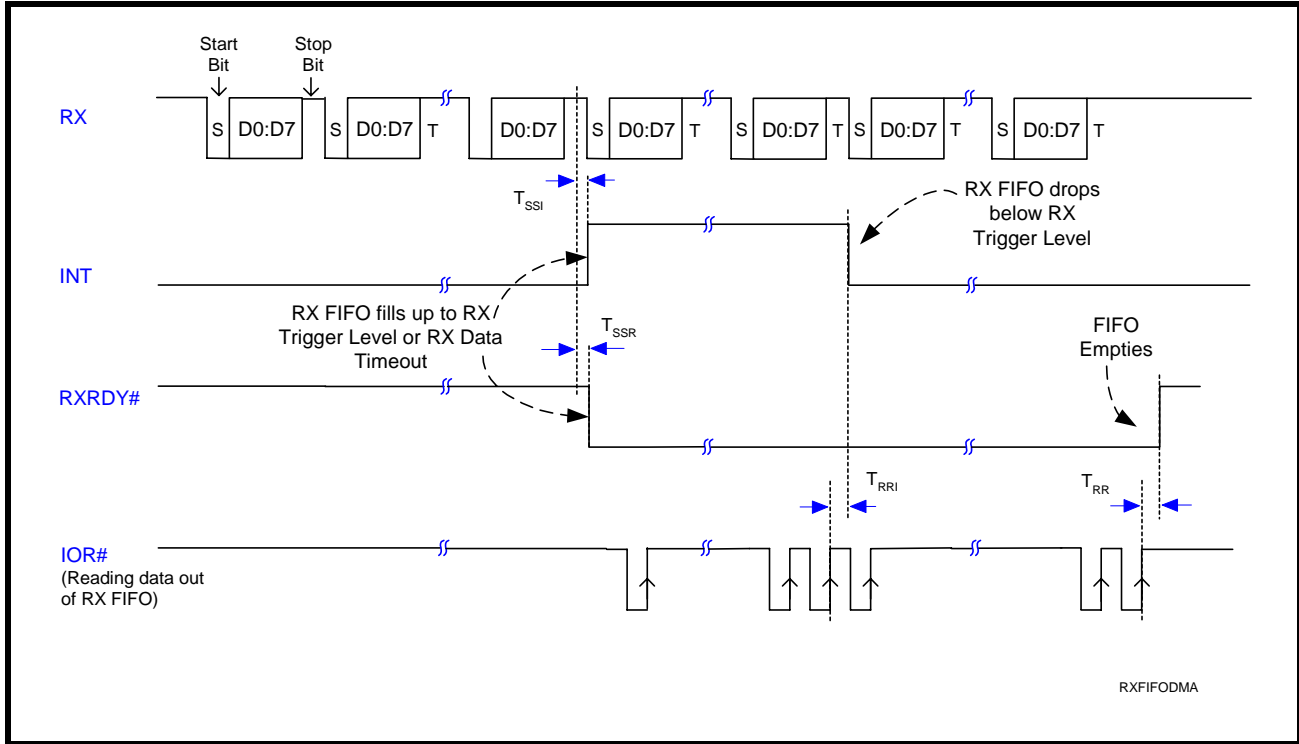 Start
Bit
Stop
Bit
RX
S D0:D7 S D0:D7 T D0:D7 S D0:D7 T S D0:D7 T S D0:D7 T S D0:D7 T
TSSI
RX FIFO drops
below RX
Trigger Level
INT
RX FIFO fills up to RX
Trigger Level or RX Data
Timeout
TSSR
FIFO
Empties
RXRDY#
TRRI
TRR
IOR#
(Reading data out
of RX FIFO)
RXFIFODMA